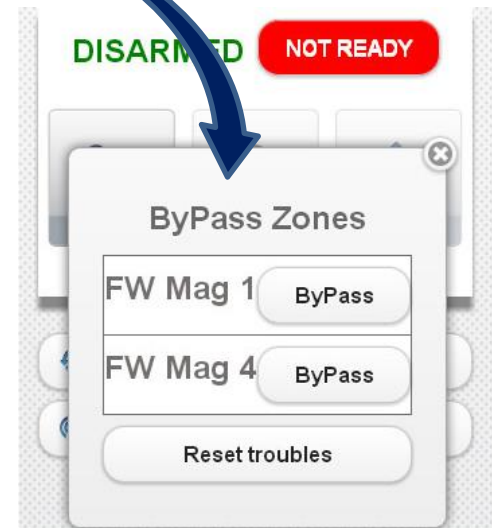 DISARMED NOT READY
ByPass Zones
FW Mag 1 ByPass
FW Mag 4 ByPass
Reset troubles